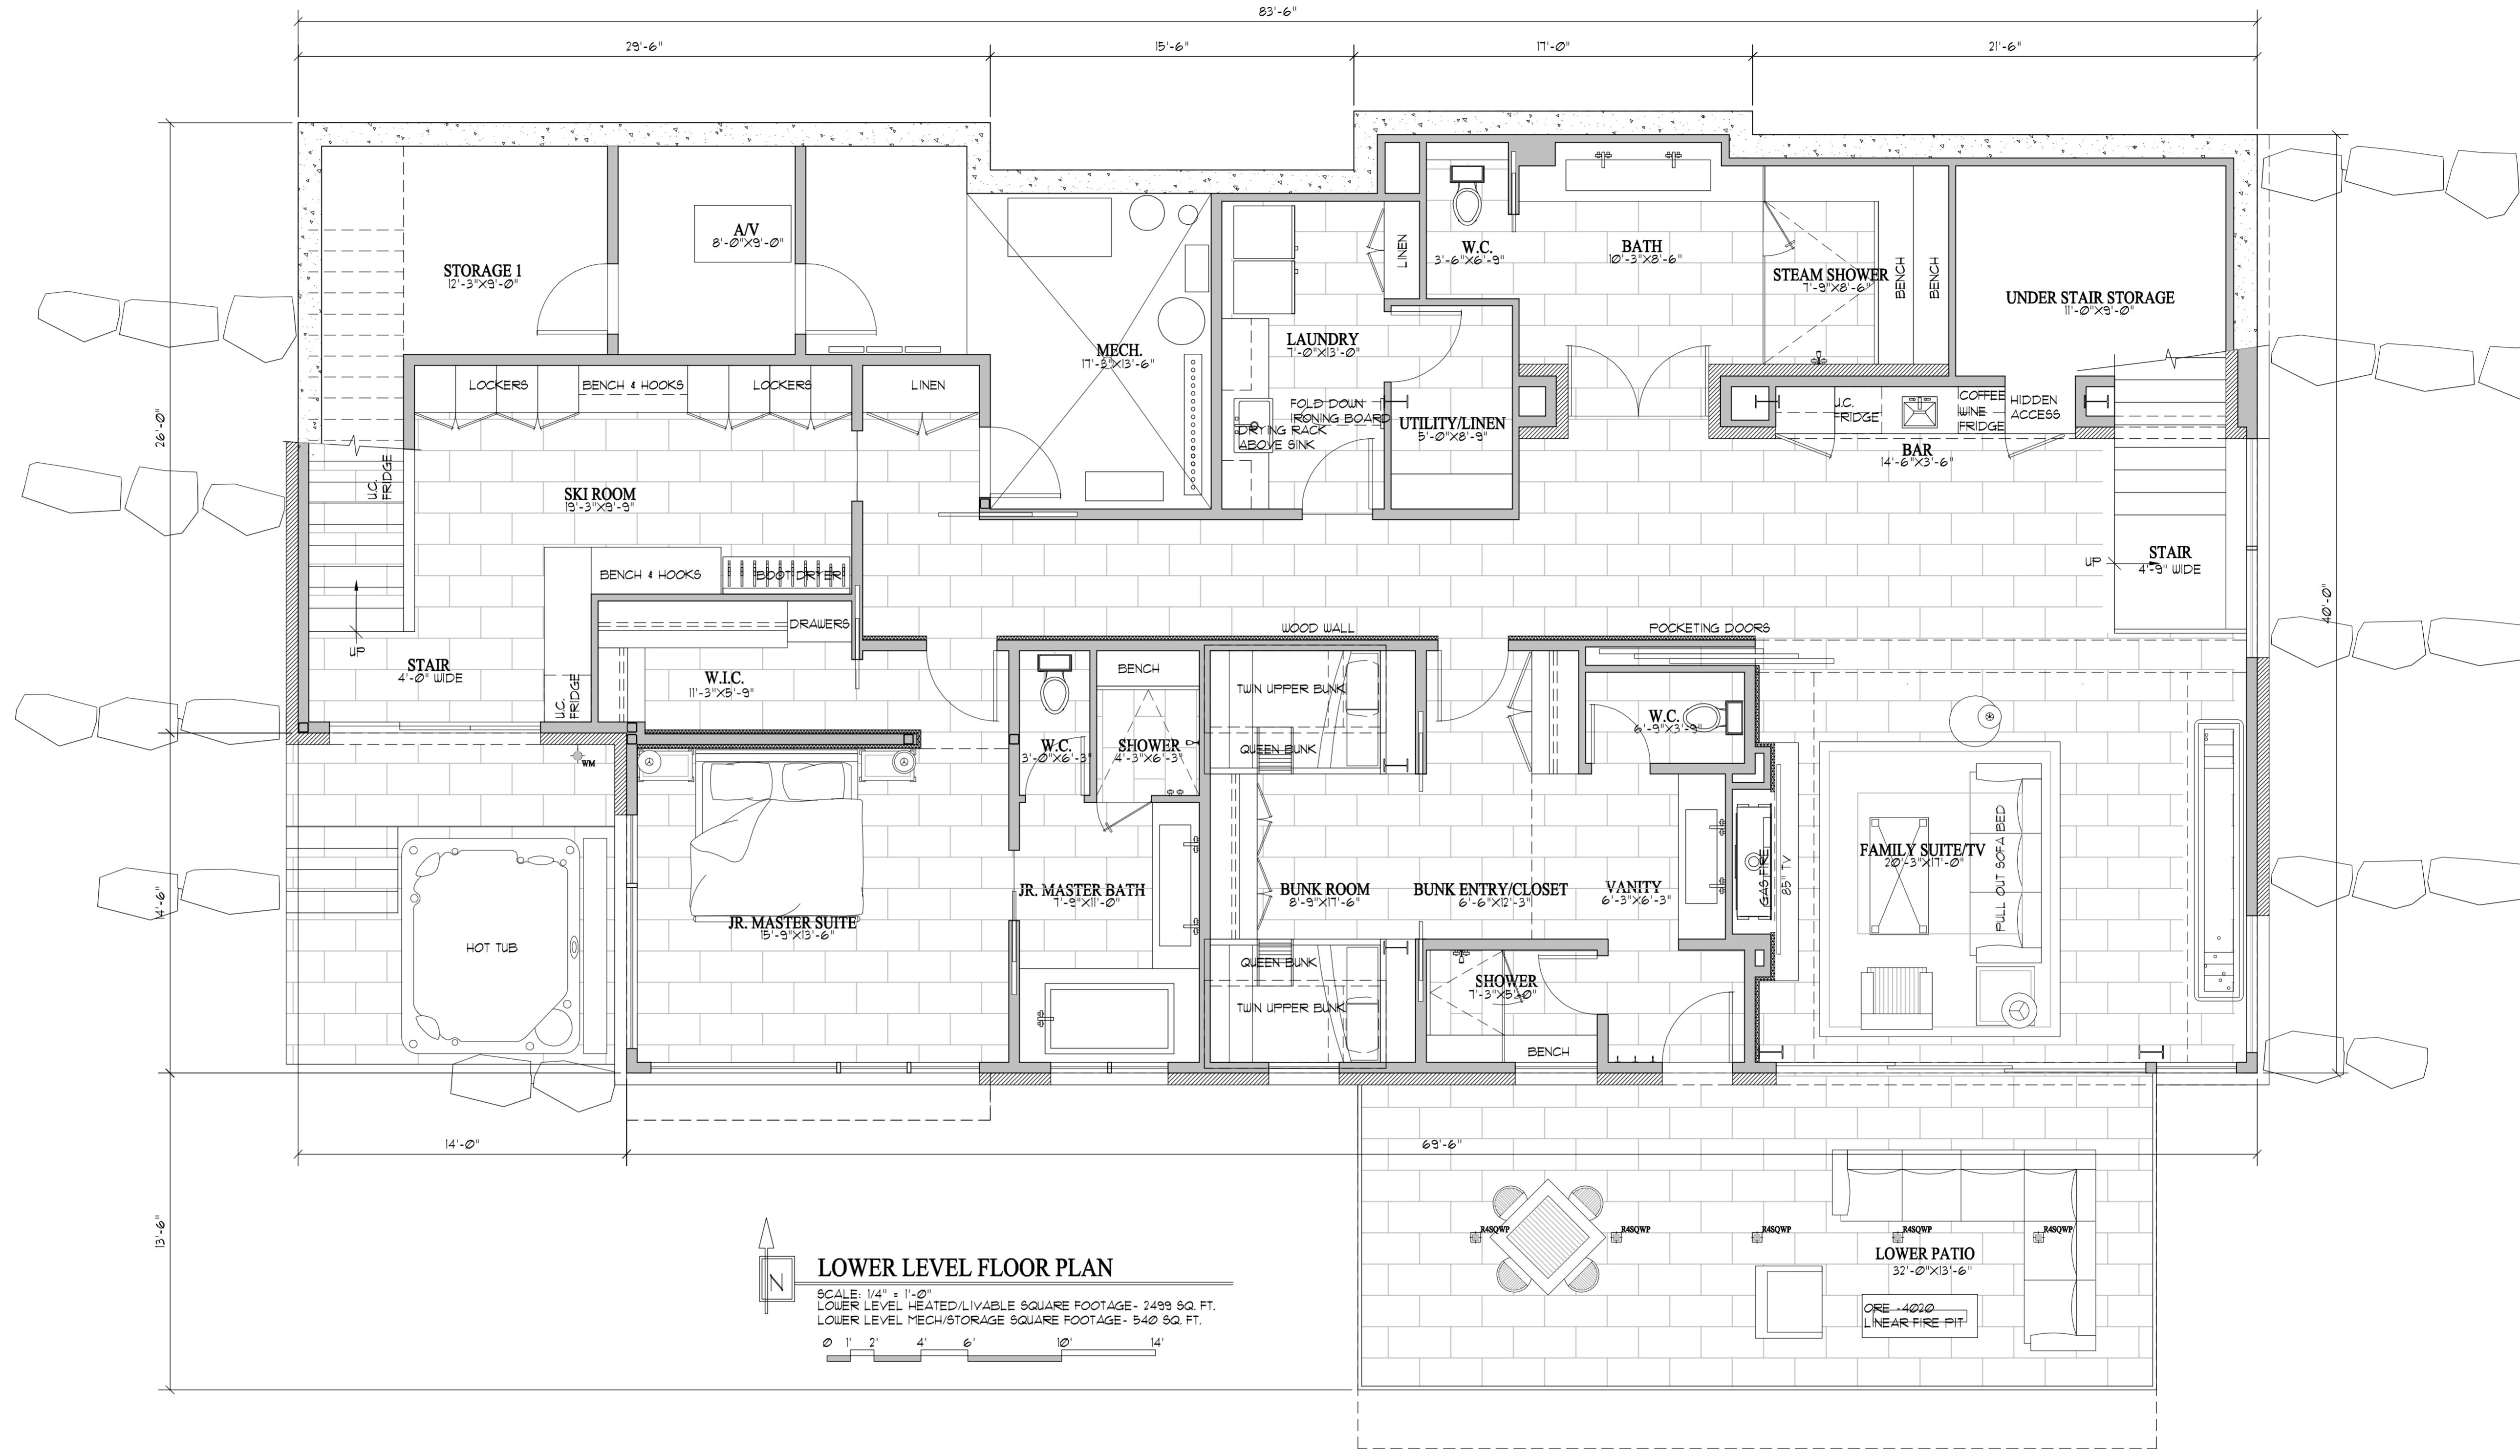 83'-6"
29'-6"
15'-6"
17'-0"
21'-6"
26'-0"
14'-6"
13'-6"
40'-0"
STORAGE 1
12'-3"X9'-0"
A/V
8'-0"X9'-0"
MECH.
17'-3"X13'-6"
LINEN
LAUNDRY
7'-0"X13'-0"
FOLD DOWN
IRONING BOARD
DRYING RACK
ABOVE SINK
UTILITY/LINEN
5'-0"X8'-9"
W.C.
3'-6"X6'-9"
BATH
10'-3"X8'-6"
STEAM SHOWER
7'-9"X8'-6"
BENCH
BENCH
UNDER STAIR STORAGE
11'-0"X9'-0"
LOCKERS
BENCH & HOOKS
LOCKERS
LINEN
U.C.
FRIDGE
SKI ROOM
19'-3"X9'-9"
U.C.
FRIDGE
COFFEE
WINE
FRIDGE
HIDDEN
ACCESS
BAR
14'-6"X3'-6"
UP
STAIR
4'-9" WIDE
BENCH & HOOKS
BOOT DRYER
DRAWERS
UP
STAIR
4'-0" WIDE
U.C.
FRIDGE
W.I.C.
11'-3"X5'-9"
WOOD WALL
POCKETING DOORS
BENCH
TWIN UPPER BUNK
QUEEN BUNK
W.C.
3'-0"X6'-3"
SHOWER
4'-3"X6'-3"
W.C.
6'-9"X3'-9"
WM
HOT TUB
JR. MASTER SUITE
15'-9"X13'-6"
JR. MASTER BATH
7'-9"X11'-0"
BUNK ROOM
8'-9"X17'-6"
BUNK ENTRY/CLOSET
6'-6"X12'-3"
VANITY
6'-3"X6'-3"
GAS FIRE
85" TV
FAMILY SUITE/TV
20'-3"X17'-0"
PULL OUT SOFA BED
QUEEN BUNK
TWIN UPPER BUNK
SHOWER
7'-3"X5'-0"
BENCH
14'-0"
69'-6"
R4SQWP
R4SQWP
R4SQWP
R4SQWP
R4SQWP
LOWER PATIO
32'-0"X13'-6"
ORE -4020
LINEAR FIRE PIT
N
LOWER LEVEL FLOOR PLAN
SCALE: 1/4" = 1'-0"
LOWER LEVEL HEATED/LIVABLE SQUARE FOOTAGE- 2499 SQ. FT.
LOWER LEVEL MECH/STORAGE SQUARE FOOTAGE- 540 SQ. FT.
0 1' 2' 4' 6' 10' 14'